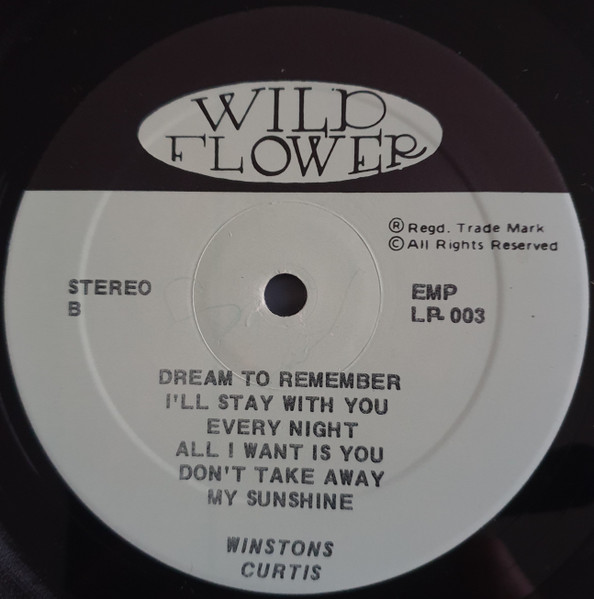 WILD
FLOWER
® Regd. Trade Mark
© All Rights Reserved
STEREO
B
EMP
LP-003
DREAM TO REMEMBER
I'LL STAY WITH YOU
EVERY NIGHT
ALL I WANT IS YOU
DON'T TAKE AWAY
MY SUNSHINE
WINSTONS
CURTIS